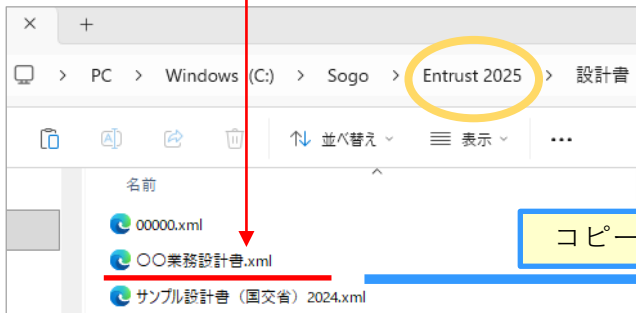 × +
> PC > Windows (C:) > Sogo > Entrust 2025 > 設計書
並べ替え 表示 •••
名前
00000.xml
〇〇業務設計書.xml
コピー
サンプル設計書（国交省）2024.xml